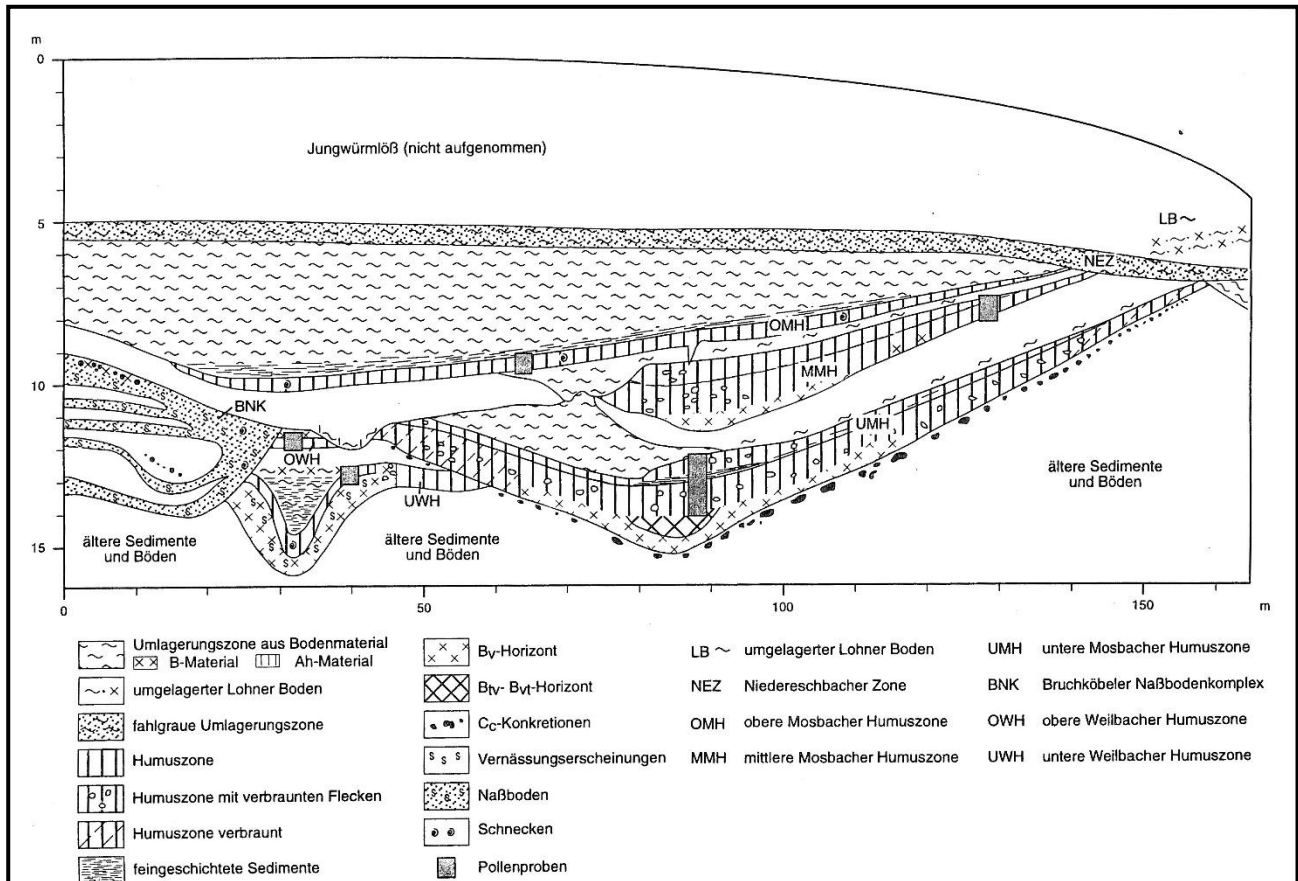 m
0
Jungwürmlöß (nicht aufgenommen)
5
LB ~
NEZ
OMH
10
MMH
BNK
UMH
OWH
UWH
ältere Sedimente
und Böden
ältere Sedimente
und Böden
ältere Sedimente
und Böden
15
0
50
100
150
m
Umlagerungszone aus Bodenmaterial
B-Material
Ah-Material
umgelagerter Lohner Boden
fahlgraue Umlagerungszone
Humuszone
Humuszone mit verbraunten Flecken
Humuszone verbraunt
feingeschichtete Sedimente
Bv-Horizont
Btv- Bvt-Horizont
Cc-Konkretionen
Vernässungserscheinungen
Naßboden
Schnecken
Pollenproben
LB ~ umgelagerter Lohner Boden
NEZ Niedereschbacher Zone
OMH obere Mosbacher Humuszone
MMH mittlere Mosbacher Humuszone
UMH untere Mosbacher Humuszone
BNK Bruchköbeler Naßbodenkomplex
OWH obere Weilbacher Humuszone
UWH untere Weilbacher Humuszone